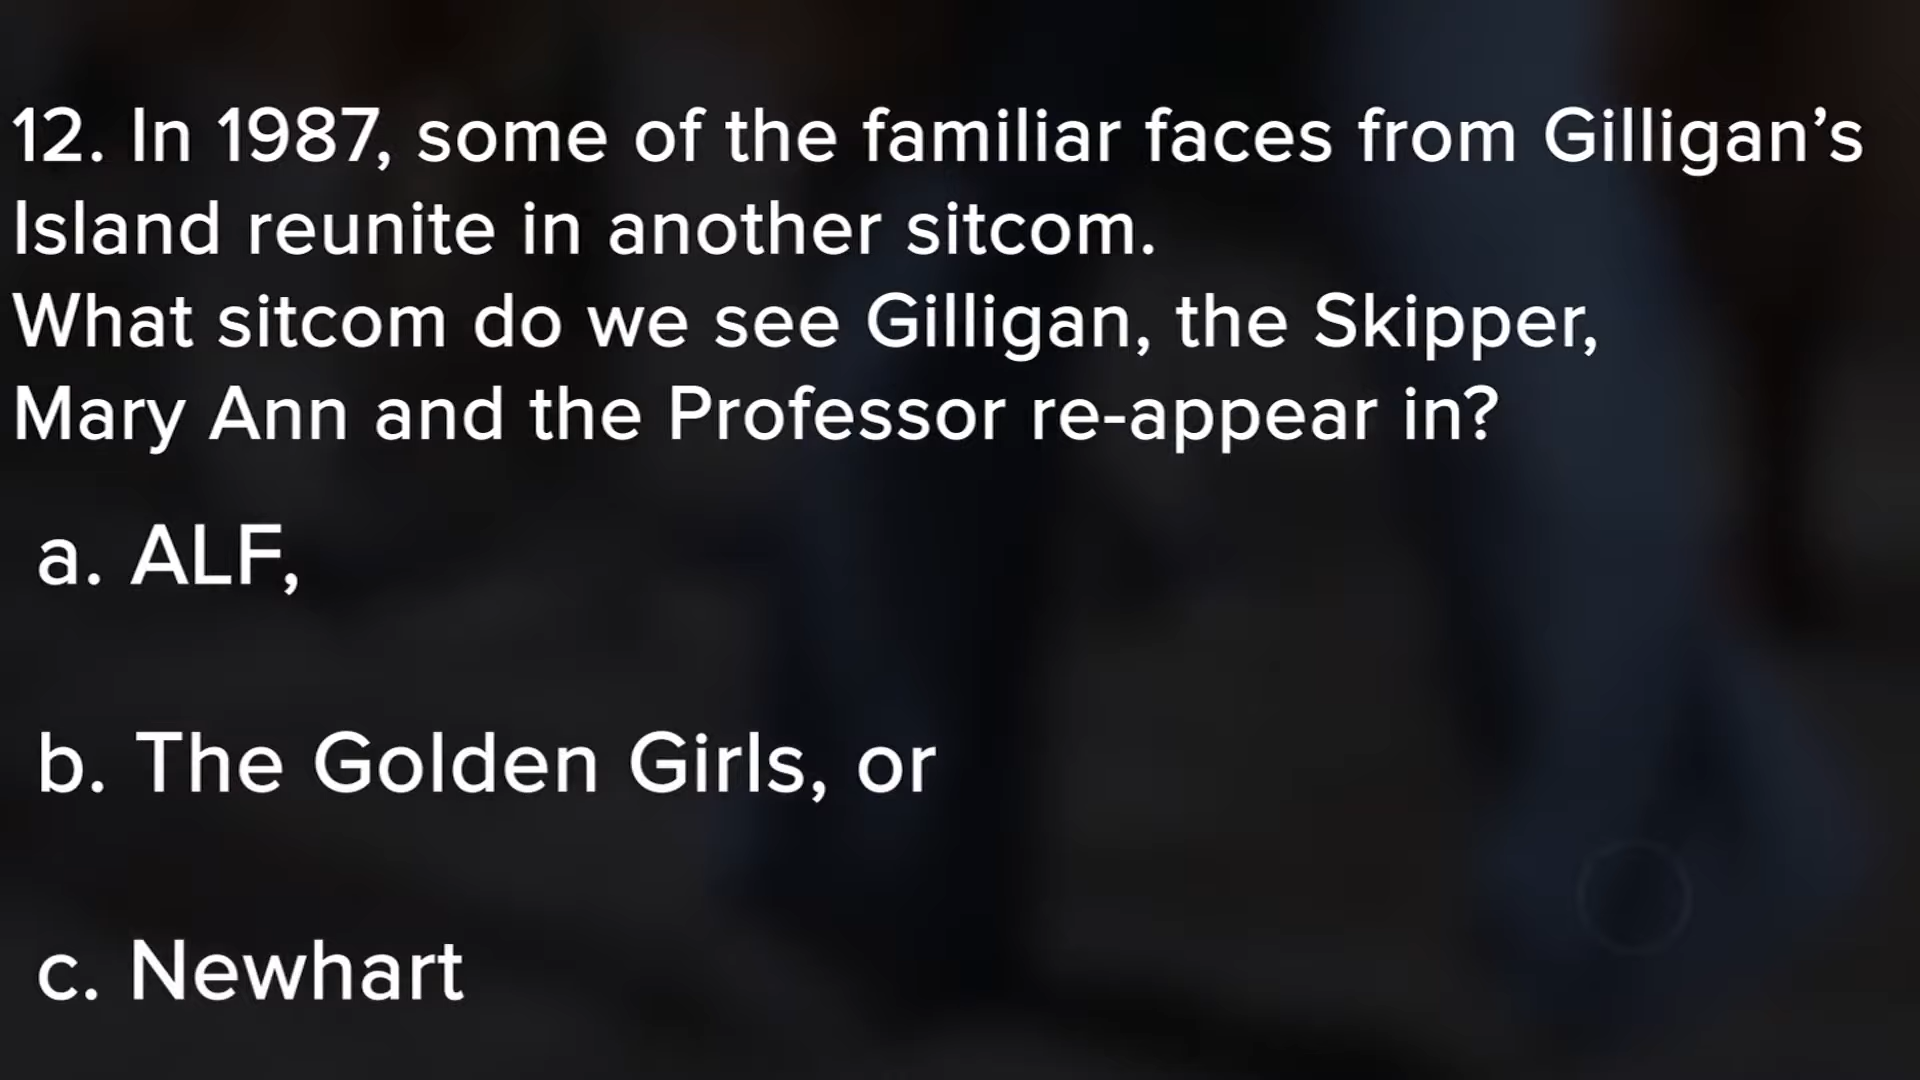 12. In 1987, some of the familiar faces from Gilligan’s
Island reunite in another sitcom.
What sitcom do we see Gilligan, the Skipper,
Mary Ann and the Professor re-appear in?
a. ALF,
b. The Golden Girls, or
c. Newhart